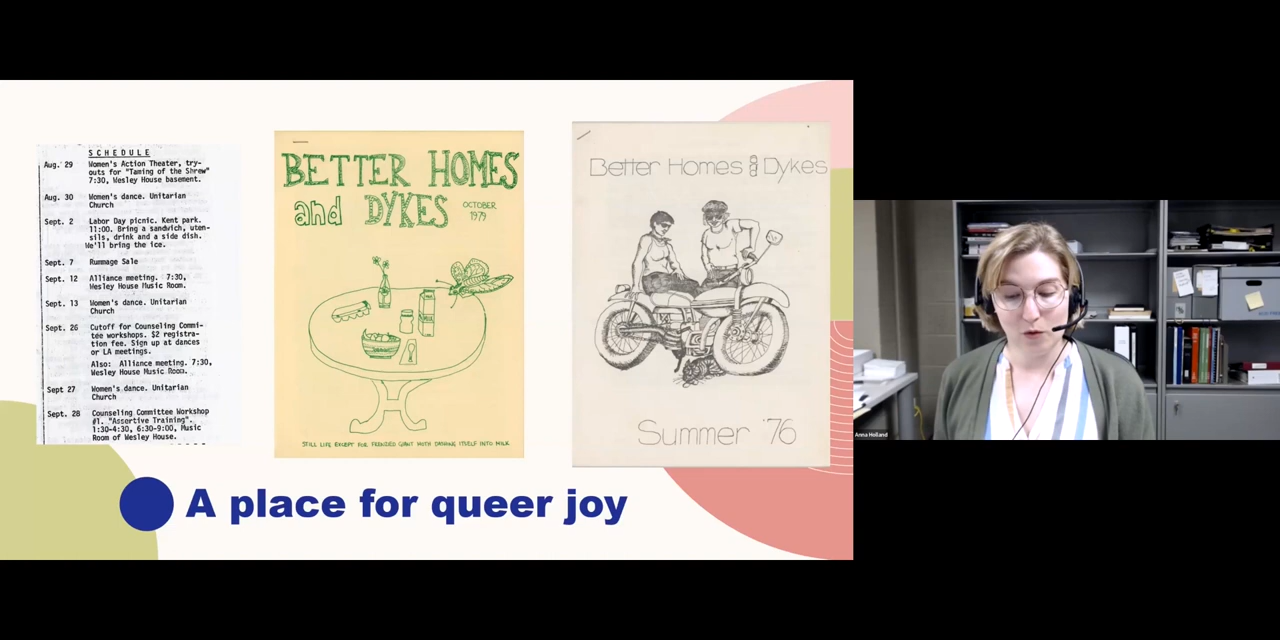 SCHEDULE
Aug. 29 Women's Action Theater, try-
outs for "Taming of the Shrew"
7:30, Wesley House basement.
Aug. 30 Women's dance. Unitarian
Church
Sept. 2 Labor Day picnic. Kent park.
11:00. Bring a sandwich, uten-
sils, drink and a side dish.
We'll bring the ice.
Sept. 7 Rummage Sale
Sept. 12 Alliance meeting. 7:30,
Wesley House Music Room.
Sept. 13 Women's dance. Unitarian
Church
Sept. 26 Cutoff for Counseling Commi-
tee workshops. $2 registra-
tion fee. Sign up at dances
or LA meetings.
Also: Alliance meeting. 7:30,
Wesley House Music Room.
Sept 27 Women's dance. Unitarian
Church
Sept. 28 Counseling Committee Workshop
#1. "Assertive Training".
1:30-4:30, 6:30-9:00, Music
Room of Wesley House.
BETTER HOMES
and DYKES
OCTOBER
1979
MILK
STILL LIFE EXCEPT FOR FRENZIED GIANT MOTH DASHING ITSELF INTO MILK
Better Homes and Dykes
Summer '76
A place for queer joy
Anna Holland